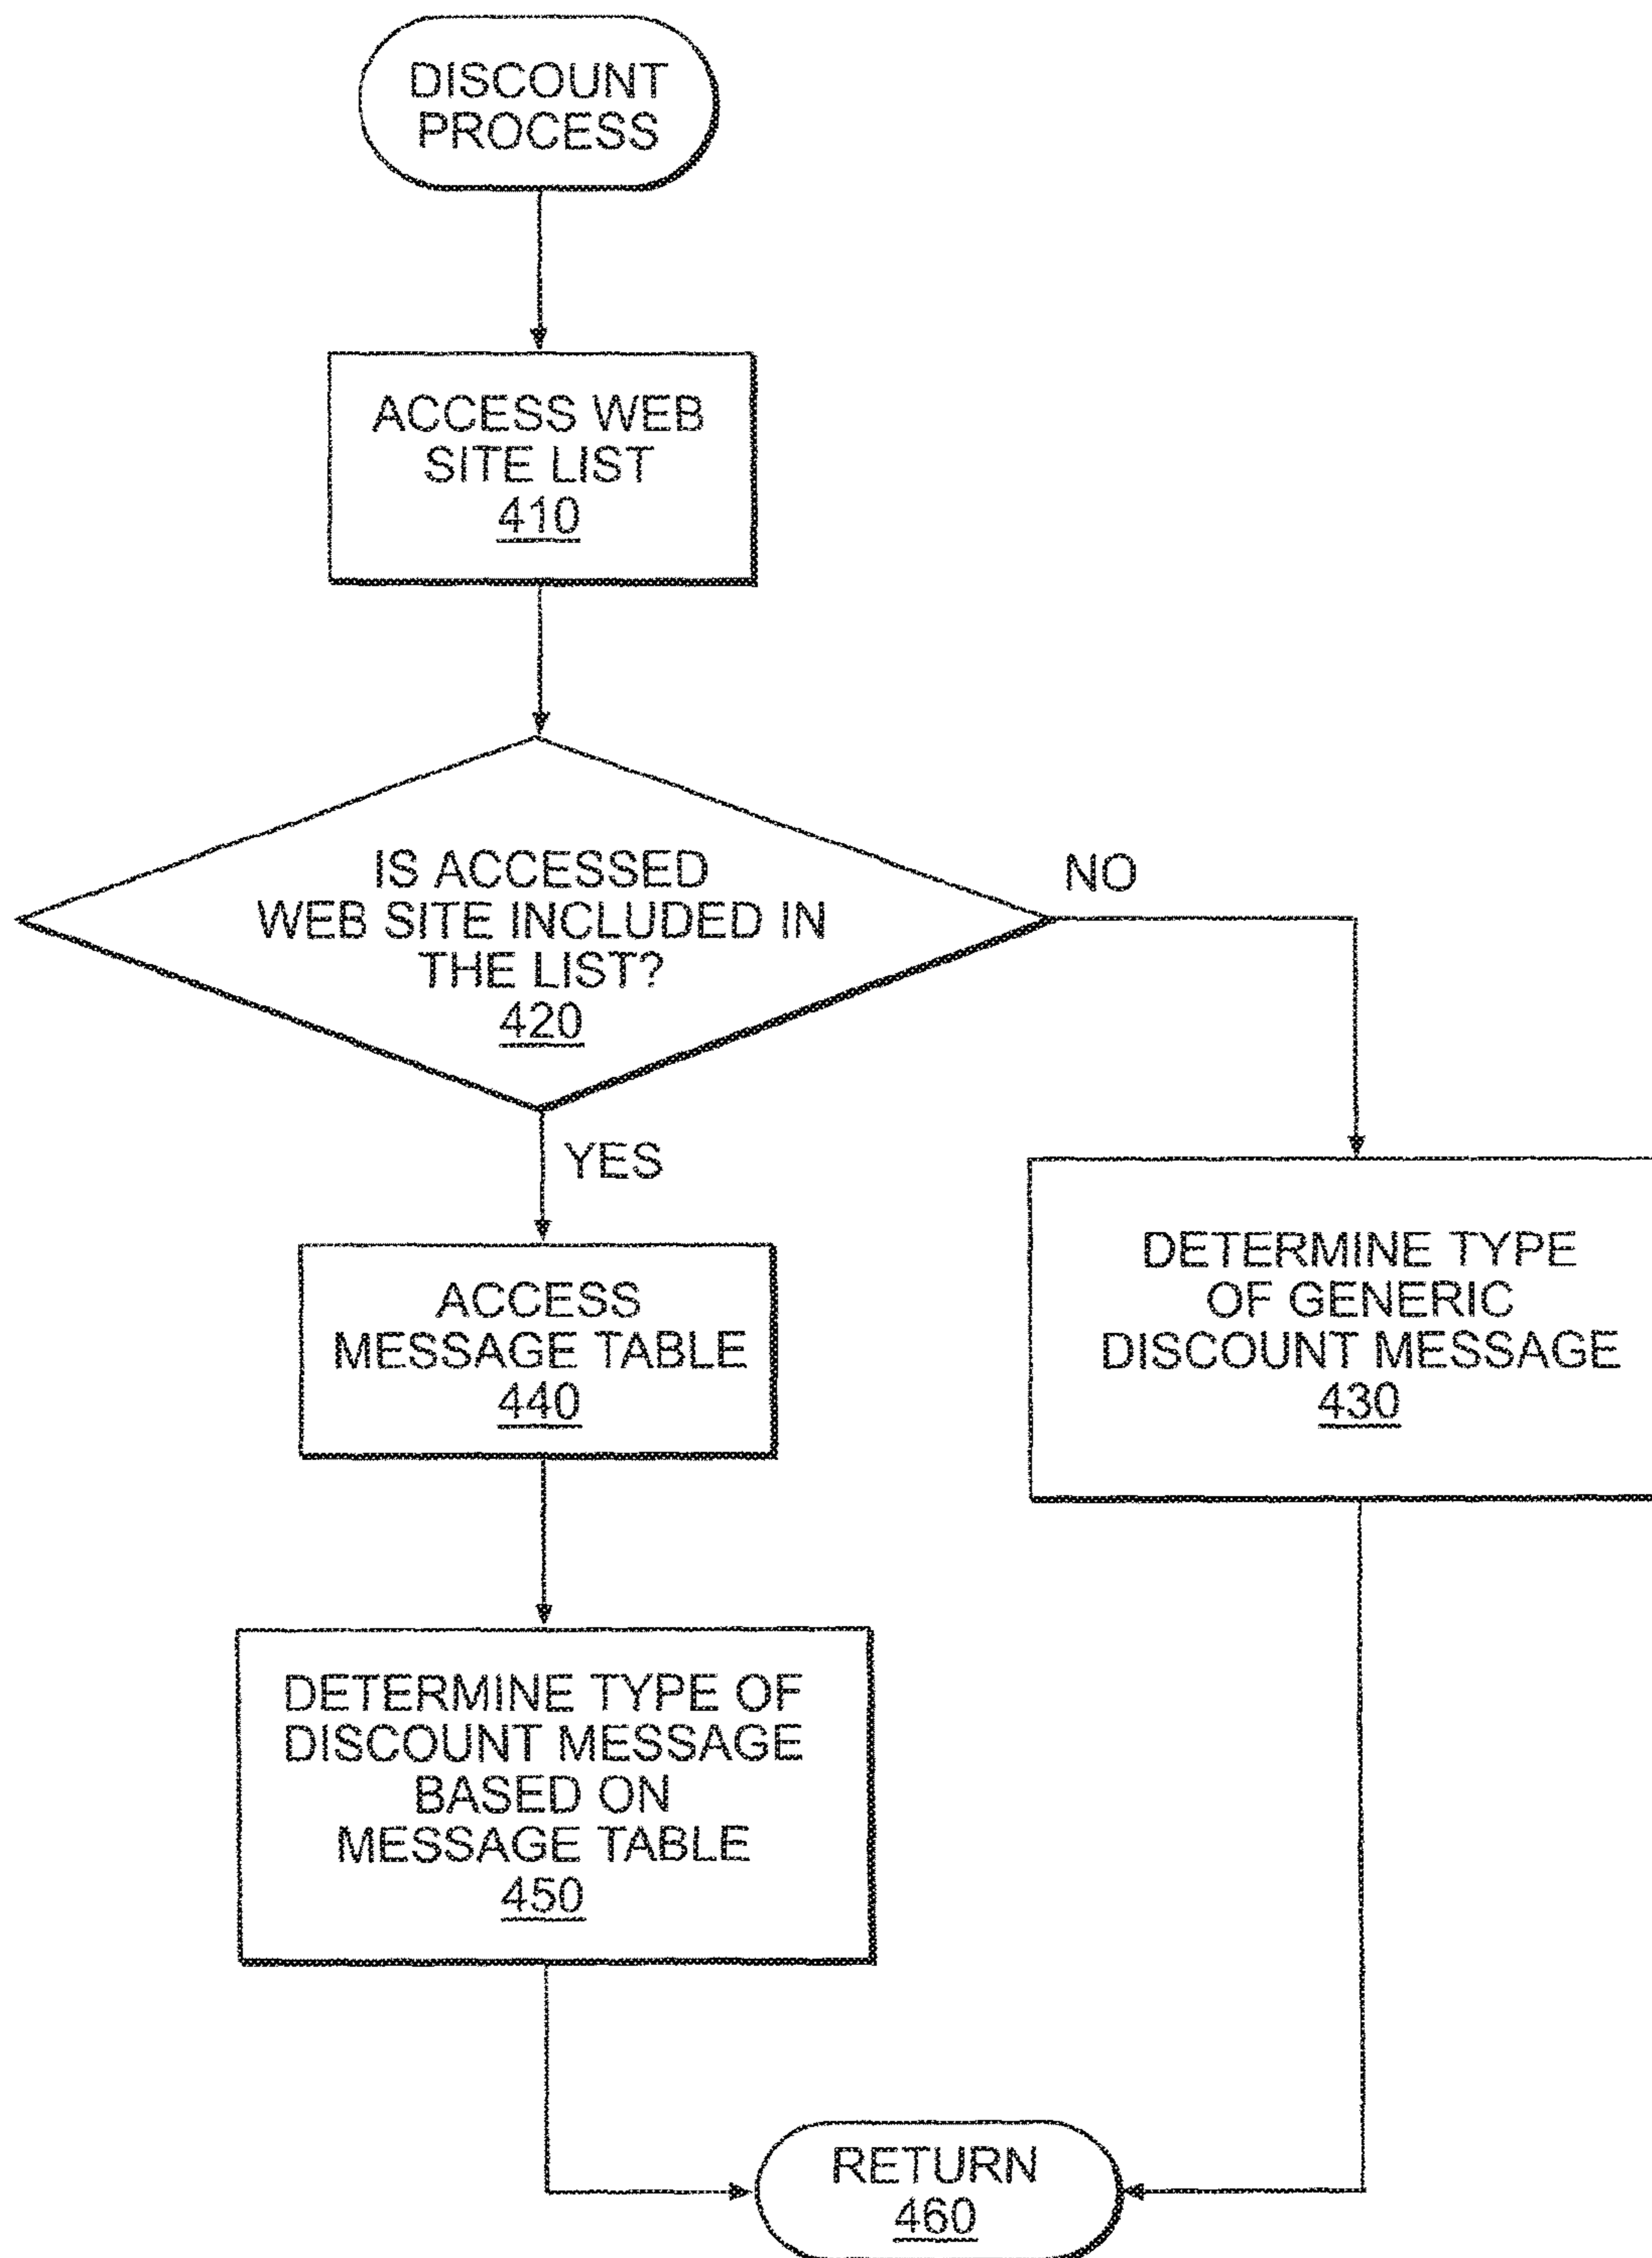 DISCOUNT
PROCESS
ACCESS WEB
SITE LIST
410
IS ACCESSED
WEB SITE INCLUDED IN
THE LIST?
420
NO
YES
ACCESS
MESSAGE TABLE
440
DETERMINE TYPE
OF GENERIC
DISCOUNT MESSAGE
430
DETERMINE TYPE OF
DISCOUNT MESSAGE
BASED ON
MESSAGE TABLE
450
RETURN
460